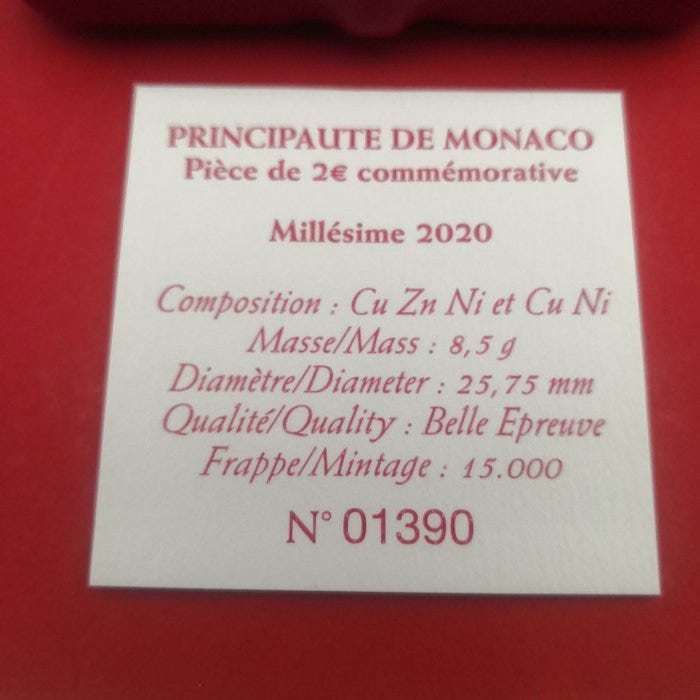 PRINCIPAUTE DE MONACO
Pièce de 2€ commémorative
Millésime 2020
Composition : Cu Zn Ni et Cu Ni
Masse/Mass : 8,5 g
Diamètre/Diameter : 25,75 mm
Qualité/Quality : Belle Epreuve
Frappe/Mintage : 15.000
N° 01390